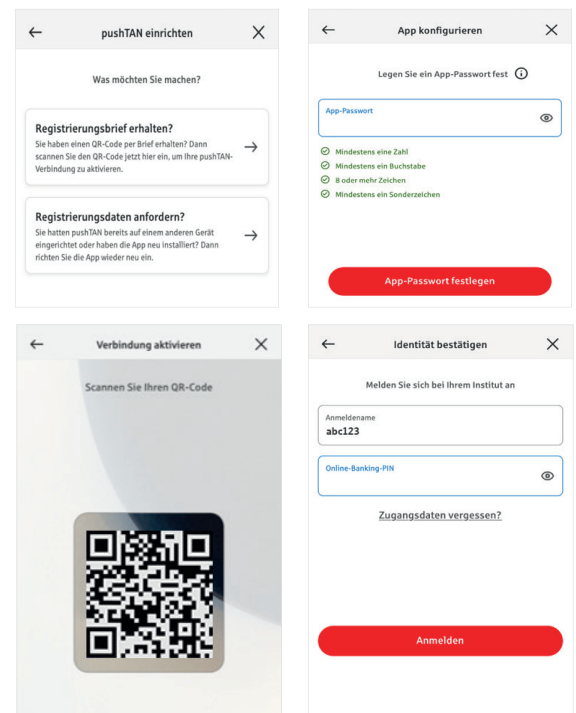 pushTAN einrichten
Was möchten Sie machen?
Registrierungsbrief erhalten?
Sie haben einen QR-Code per Brief erhalten? Dann
scannen Sie den QR-Code jetzt hier ein, um Ihre pushTAN-
Verbindung zu aktivieren.
Registrierungsdaten anfordern?
Sie hatten pushTAN bereits auf einem anderen Gerät
eingerichtet oder haben die App neu installiert? Dann
richten Sie die App wieder neu ein.
App konfigurieren
Legen Sie ein App-Passwort fest
App-Passwort
Mindestens eine Zahl
Mindestens ein Buchstabe
8 oder mehr Zeichen
Mindestens ein Sonderzeichen
App-Passwort festlegen
Verbindung aktivieren
Scannen Sie Ihren QR-Code
Identität bestätigen
Melden Sie sich bei Ihrem Institut an
Anmeldename
abc123
Online-Banking-PIN
Zugangsdaten vergessen?
Anmelden